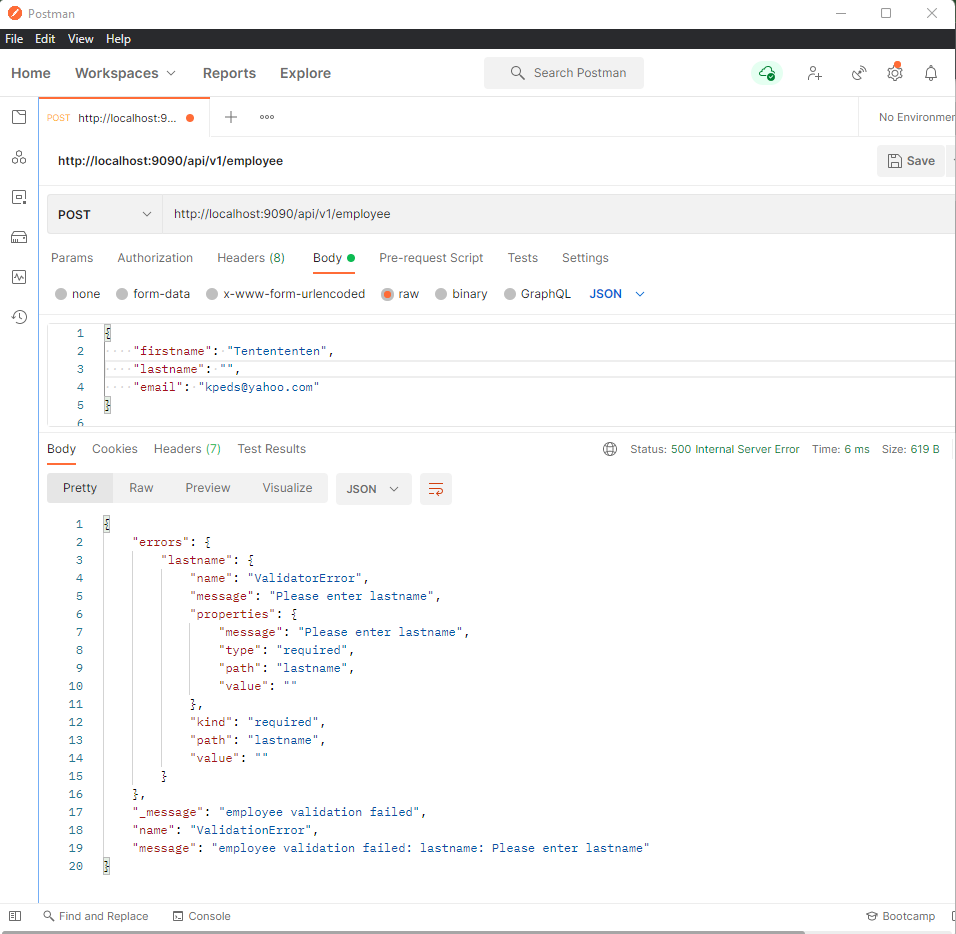 Postman
File Edit View Help
Home Workspaces Reports Explore Search Postman
POST http://localhost:9... No Environmen
http://localhost:9090/api/v1/employee Save
POST http://localhost:9090/api/v1/employee
Params Authorization Headers (8) Body Pre-request Script Tests Settings
none form-data x-www-form-urlencoded raw binary GraphQL JSON
1 {
2 "firstname": "Tentententen",
3 "lastname": "",
4 "email": "kpeds@yahoo.com"
5 }
6
Body Cookies Headers (7) Test Results Status: 500 Internal Server Error Time: 6 ms Size: 619 B
Pretty Raw Preview Visualize JSON
1 {
2 "errors": {
3 "lastname": {
4 "name": "ValidatorError",
5 "message": "Please enter lastname",
6 "properties": {
7 "message": "Please enter lastname",
8 "type": "required",
9 "path": "lastname",
10 "value": ""
11 },
12 "kind": "required",
13 "path": "lastname",
14 "value": ""
15 }
16 },
17 "_message": "employee validation failed",
18 "name": "ValidationError",
19 "message": "employee validation failed: lastname: Please enter lastname"
20 }
Find and Replace Console Bootcamp